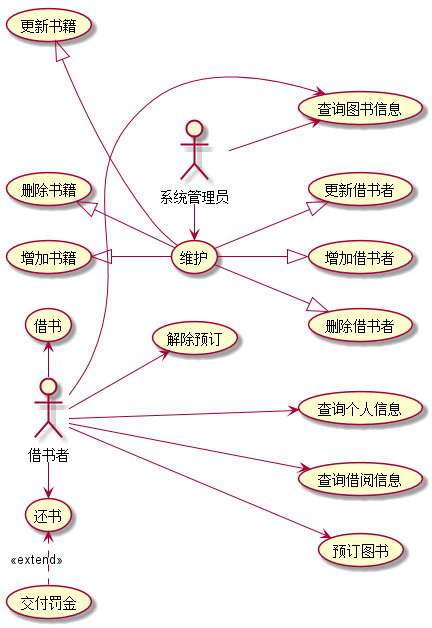 更新书籍
查询图书信息
系统管理员
删除书籍
更新借书者
增加书籍
维护
增加借书者
借书
解除预订
删除借书者
查询个人信息
借书者
查询借阅信息
还书
预订图书
«extend»
交付罚金